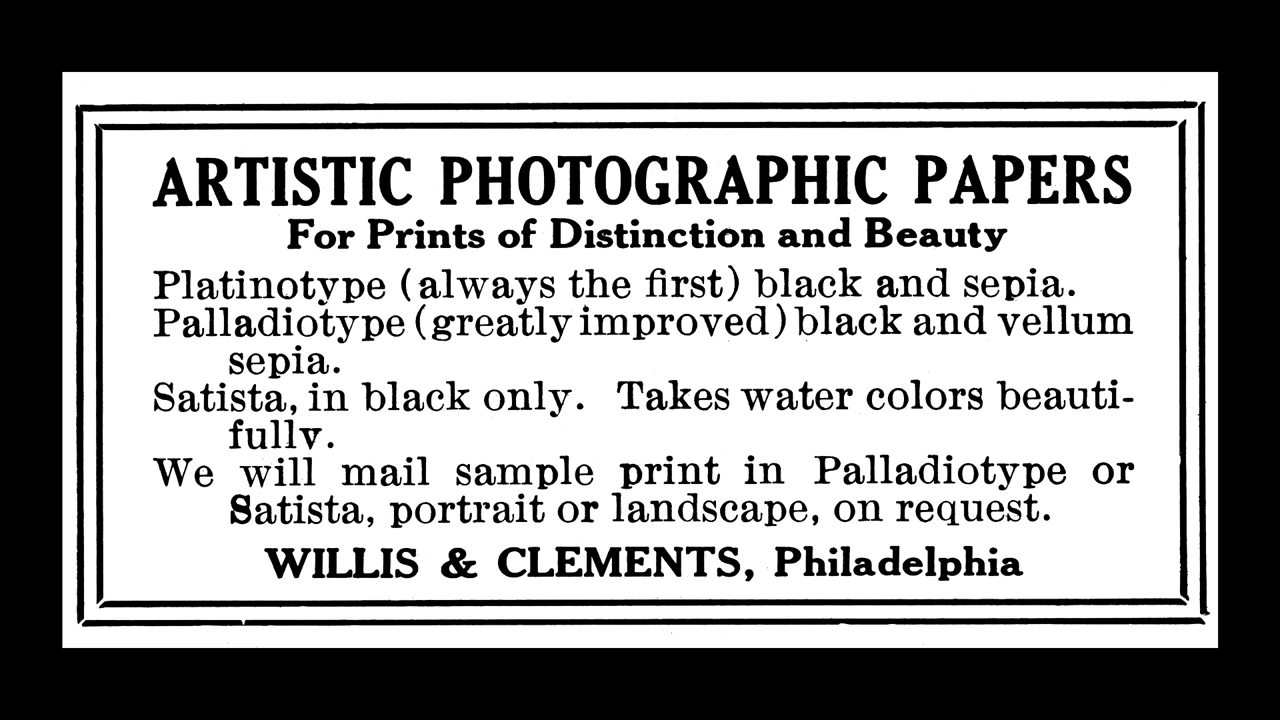 ARTISTIC PHOTOGRAPHIC PAPERS
For Prints of Distinction and Beauty
Platinotype (always the first) black and sepia.
Palladiotype (greatly improved) black and vellum
sepia.
Satista, in black only. Takes water colors beauti-
fully.
We will mail sample print in Palladiotype or
Satista, portrait or landscape, on request.
WILLIS & CLEMENTS, Philadelphia